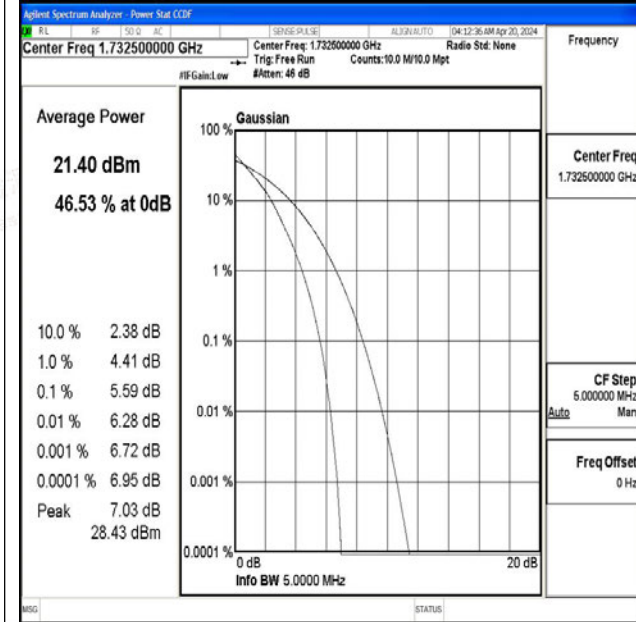 Agilent Spectrum Analyzer - Power Stat CCDF
RL RF 50 Ω AC SENSE:PULSE ALIGN AUTO 04:12:36 AM Apr 20, 2024
Center Freq 1.732500000 GHz
Center Freq: 1.732500000 GHz Radio Std: None
Trig: Free Run Counts:10.0 M/10.0 Mpt
#IFGain:Low #Atten: 46 dB
Frequency
Average Power
21.40 dBm
46.53 % at 0dB
10.0 % 2.38 dB
1.0 % 4.41 dB
0.1 % 5.59 dB
0.01 % 6.28 dB
0.001 % 6.72 dB
0.0001 % 6.95 dB
Peak 7.03 dB
28.43 dBm
Gaussian
100 %
10 %
1 %
0.1 %
0.01 %
0.001 %
0.0001 %
0 dB 20 dB
Info BW 5.0000 MHz
Center Freq
1.732500000 GHz
CF Step
5.000000 MHz
Auto Man
Freq Offset
0 Hz
MSG STATUS